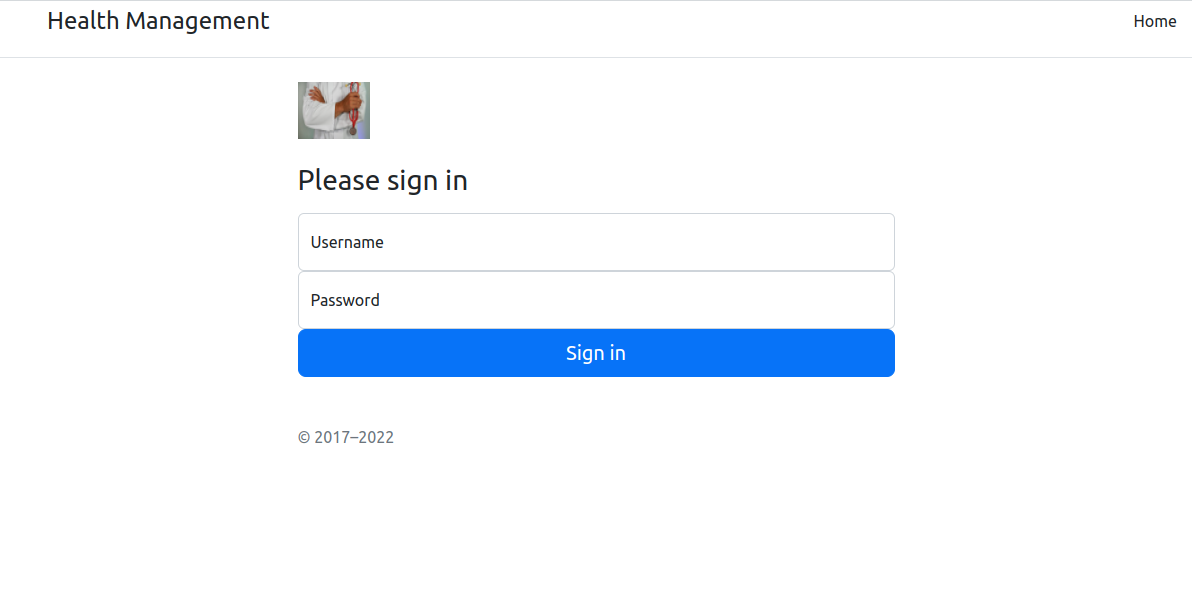 Health Management
Home
Please sign in
Username
Password
Sign in
© 2017–2022